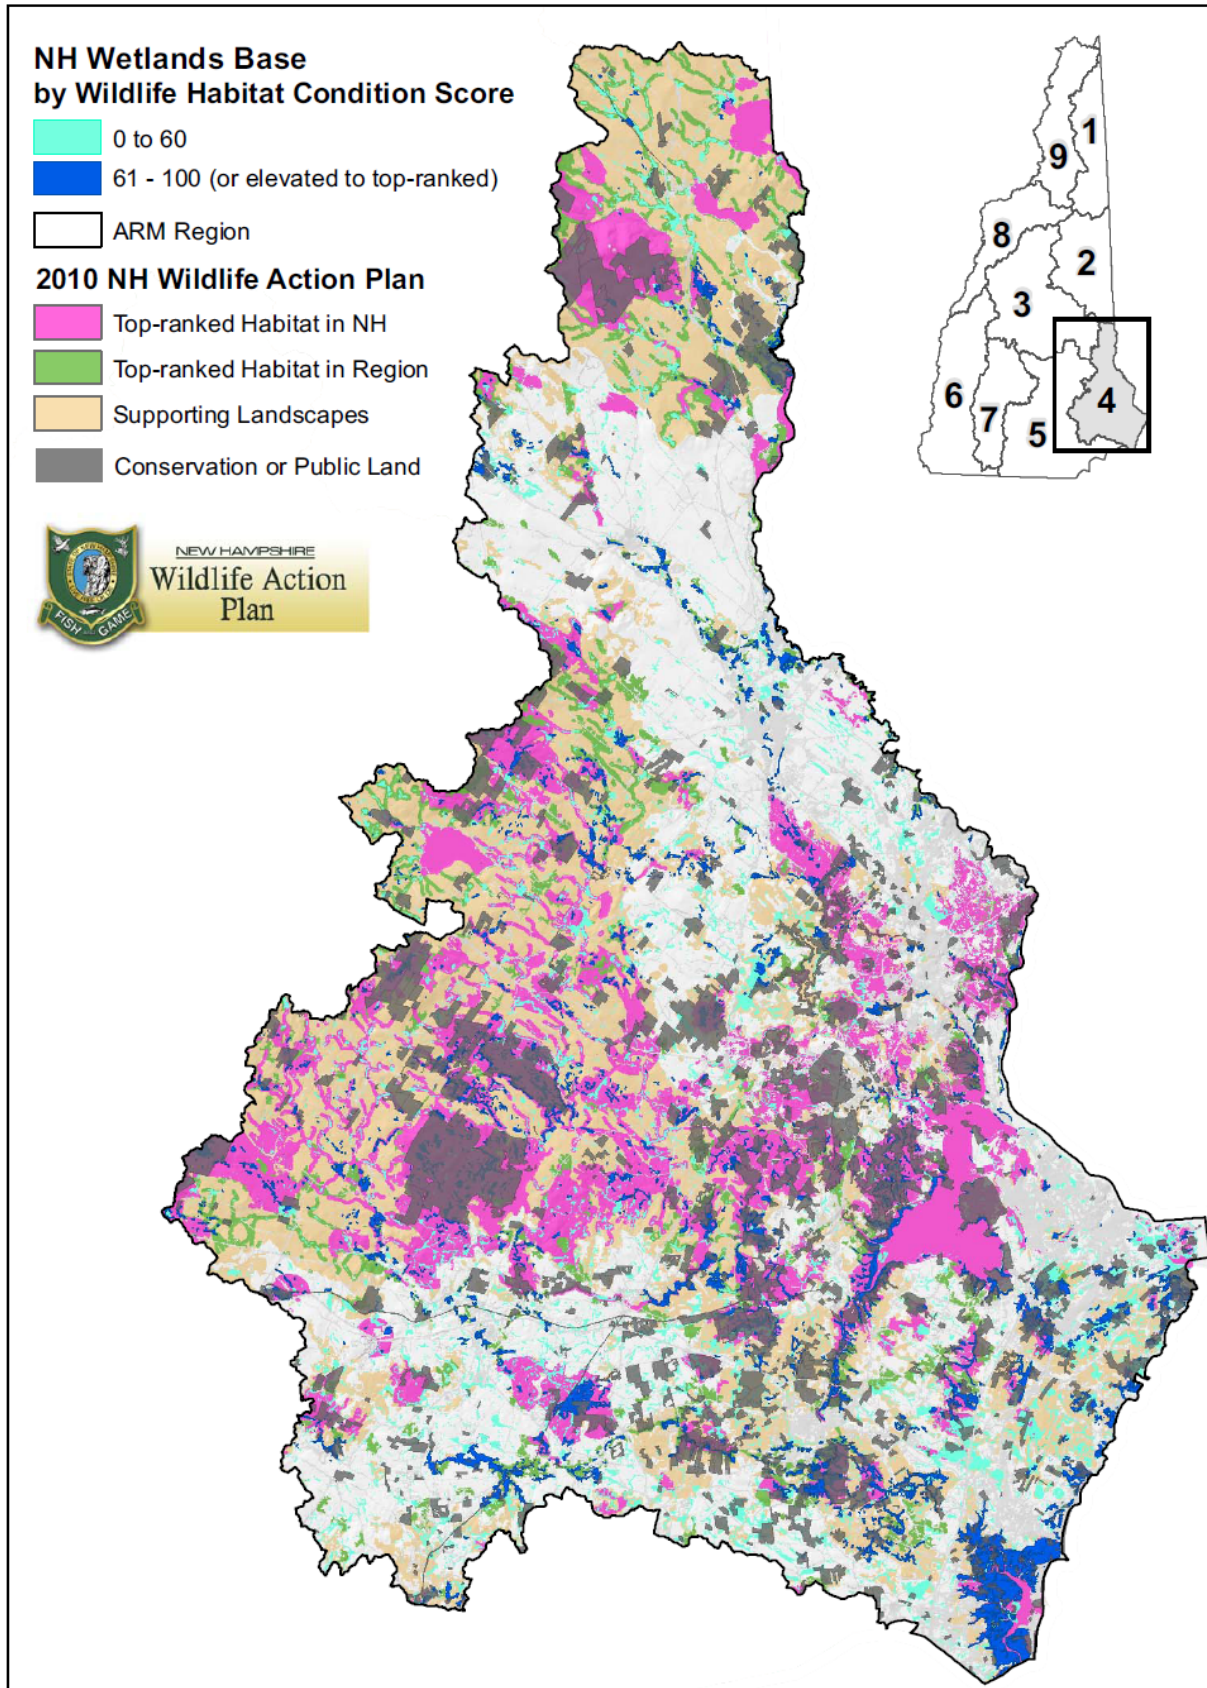 NH Wetlands Base
by Wildlife Habitat Condition Score
0 to 60
61 - 100 (or elevated to top-ranked)
ARM Region
2010 NH Wildlife Action Plan
Top-ranked Habitat in NH
Top-ranked Habitat in Region
Supporting Landscapes
Conservation or Public Land
NEW HAMPSHIRE
Wildlife Action
Plan
FISH AND GAME
1
9
8
2
3
6
7
5
4